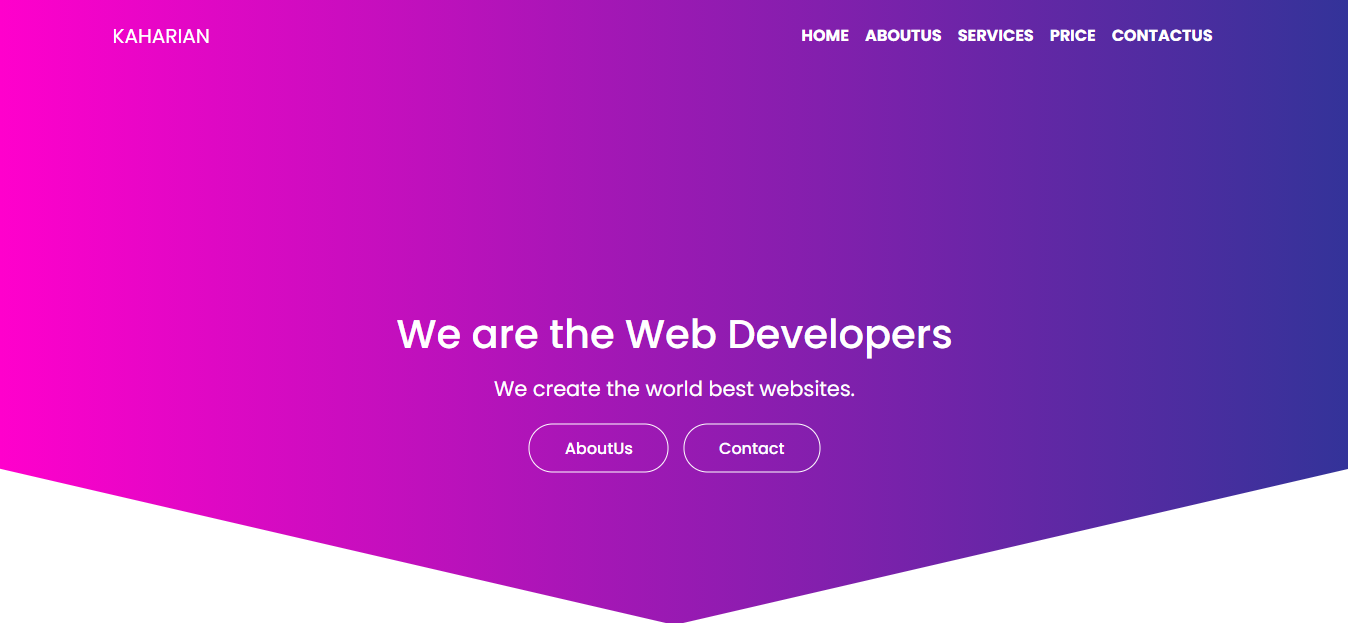 KAHARIAN HOME ABOUTUS SERVICES PRICE CONTACTUS
We are the Web Developers
We create the world best websites.
AboutUs Contact